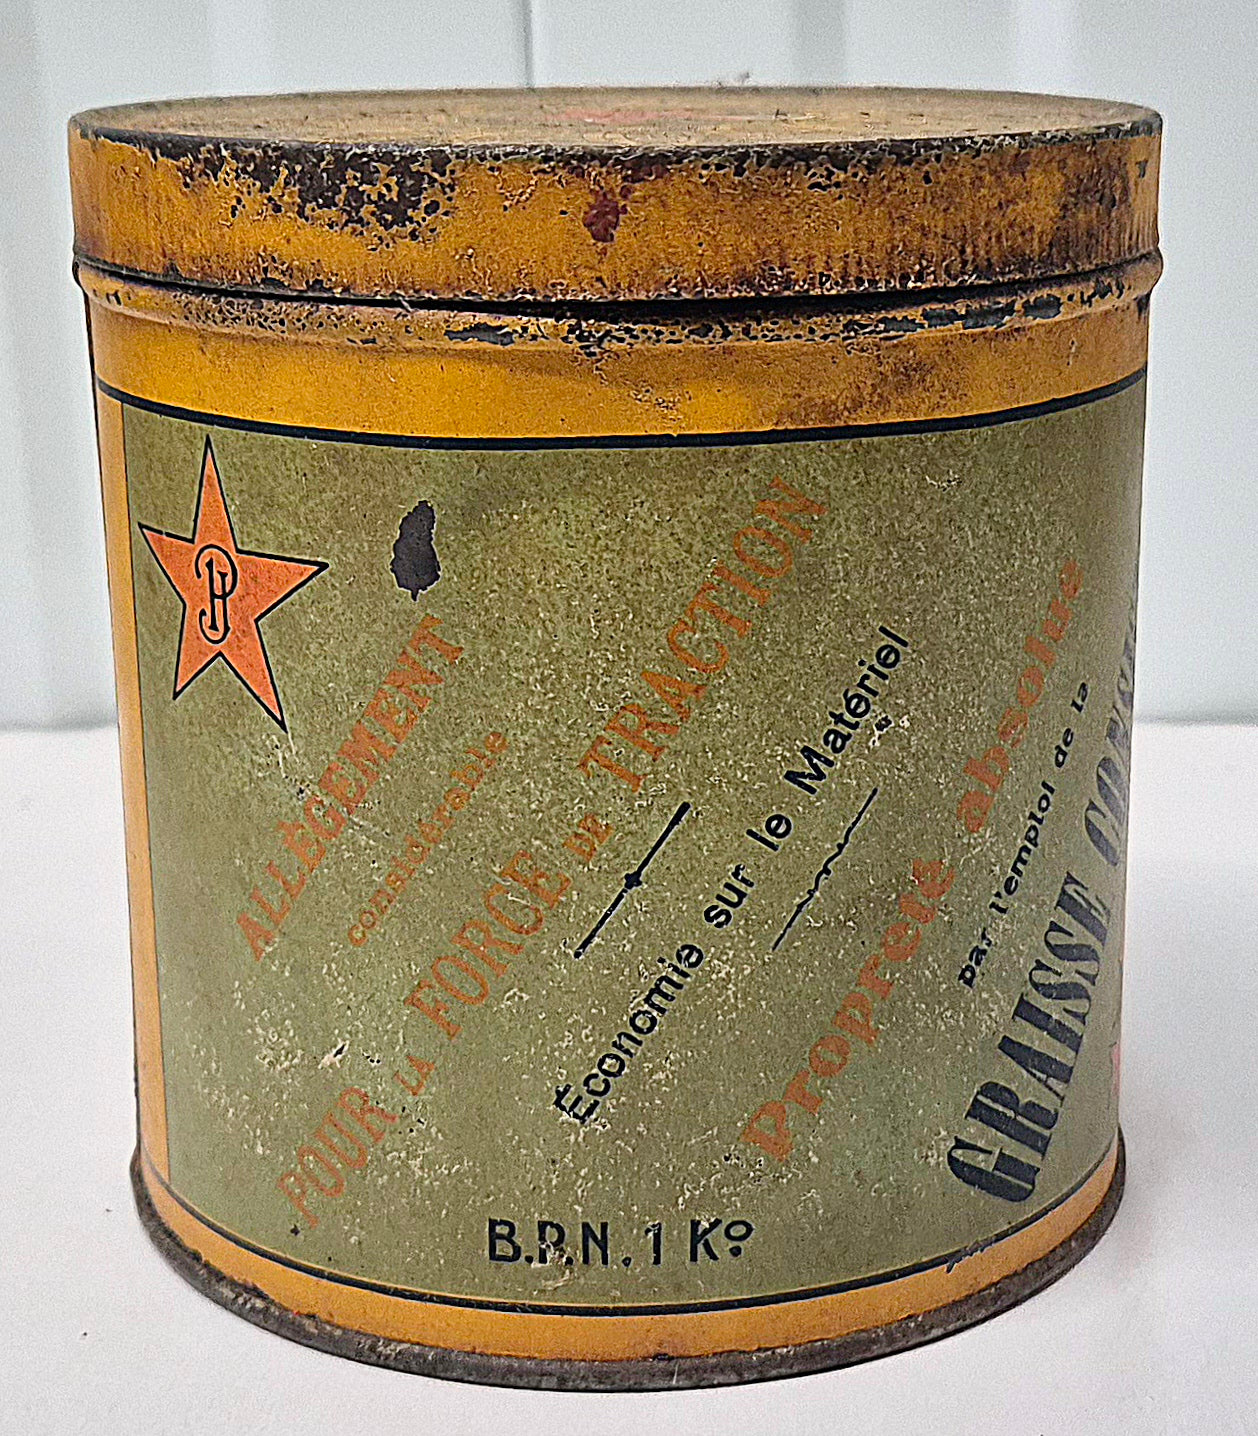 ALLÈGEMENT
considérable
POUR LA FORCE DE TRACTION
Économie sur le Matériel
Propreté absolue
par l'emploi de la
GRAISSE
B.P.N. 1 Kº